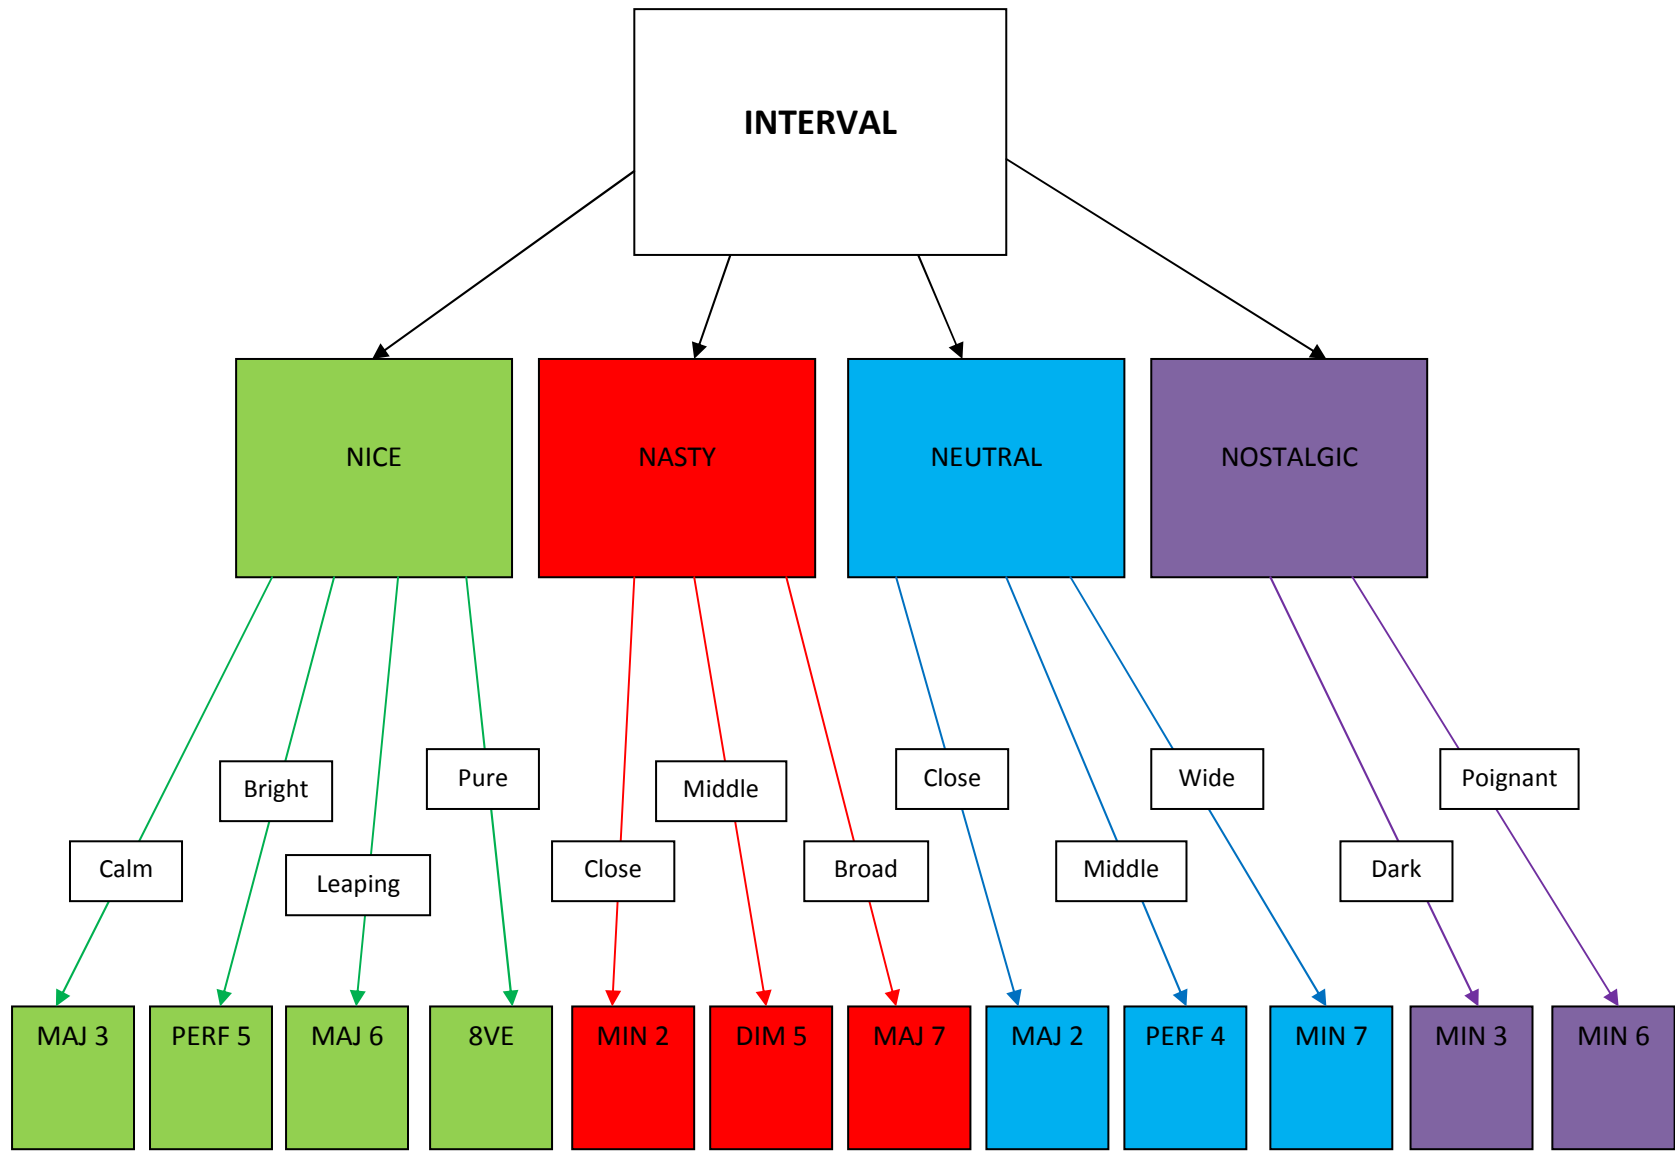 INTERVAL
NICE
NASTY
NEUTRAL
NOSTALGIC
Calm
Bright
Leaping
Pure
Close
Middle
Broad
Close
Middle
Wide
Dark
Poignant
MAJ 3
PERF 5
MAJ 6
8VE
MIN 2
DIM 5
MAJ 7
MAJ 2
PERF 4
MIN 7
MIN 3
MIN 6